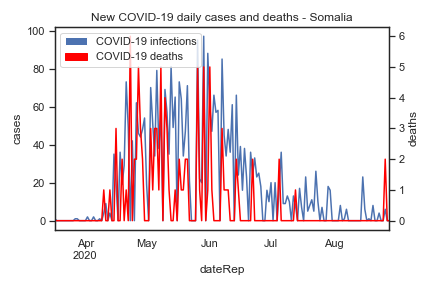 New COVID-19 daily cases and deaths - Somalia
COVID-19 infections
COVID-19 deaths
100
80
60
40
20
0
cases
6
5
4
3
2
1
0
deaths
Apr
2020
May
Jun
Jul
Aug
dateRep